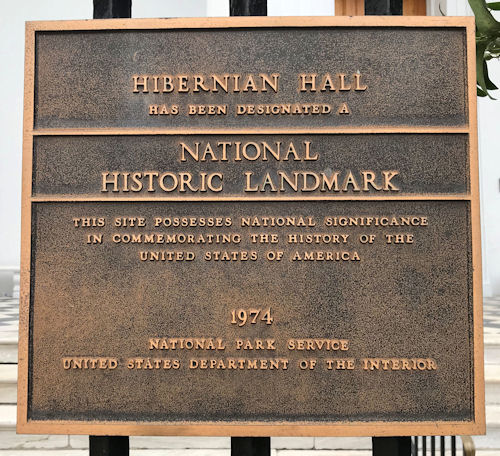 HIBERNIAN HALL
HAS BEEN DESIGNATED A
NATIONAL
HISTORIC LANDMARK
THIS SITE POSSESSES NATIONAL SIGNIFICANCE
IN COMMEMORATING THE HISTORY OF THE
UNITED STATES OF AMERICA
1974
NATIONAL PARK SERVICE
UNITED STATES DEPARTMENT OF THE INTERIOR